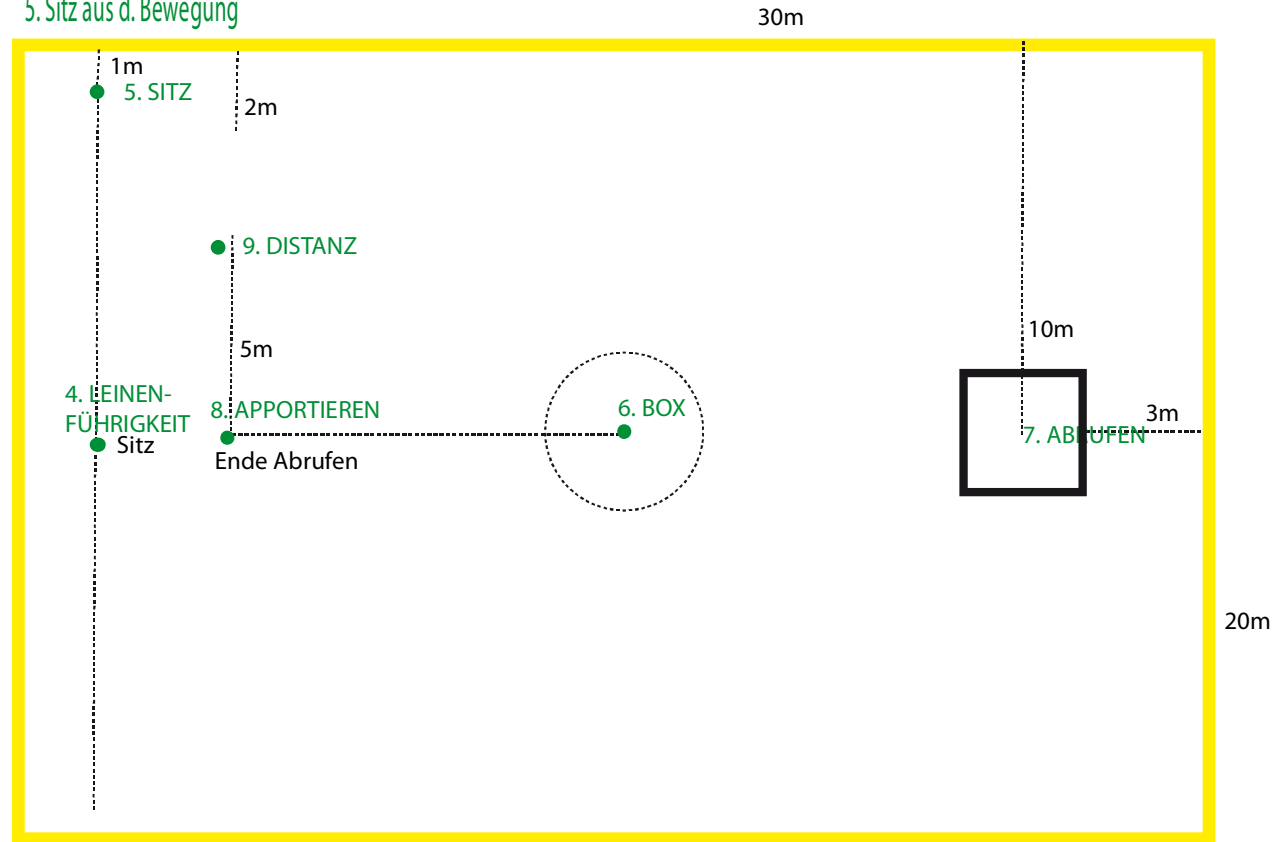 5. Sitz aus d. Bewegung
30m
1m
5. SITZ
2m
9. DISTANZ
10m
5m
4. LEINEN-
FÜHRIGKEIT
8. APPORTIEREN
6. BOX
3m
7. ABRUFEN
Sitz
Ende Abrufen
20m